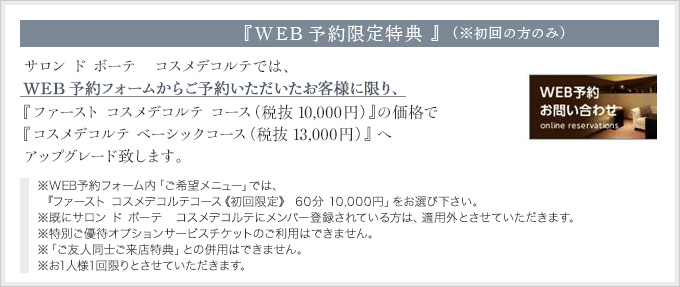 『WEB予約限定特典 』（※初回の方のみ）
サロン ド ボーテ　コスメデコルテでは、
WEB予約フォームからご予約いただいたお客様に限り、
『ファースト コスメデコルテ コース（税抜 10,000円）』の価格で
『コスメデコルテ ベーシックコース（税抜 13,000円）』へ
アップグレード致します。
WEB予約
お問い合わせ
online reservations
※WEB予約フォーム内「ご希望メニュー」では、
『ファースト コスメデコルテコース《初回限定》 60分 10,000円」をお選び下さい。
※既にサロン ド ボーテ　コスメデコルテにメンバー登録されている方は、適用外とさせていただきます。
※特別ご優待オプションサービスチケットのご利用はできません。
※「ご友人同士ご来店特典」との併用はできません。
※お1人様1回限りとさせていただきます。